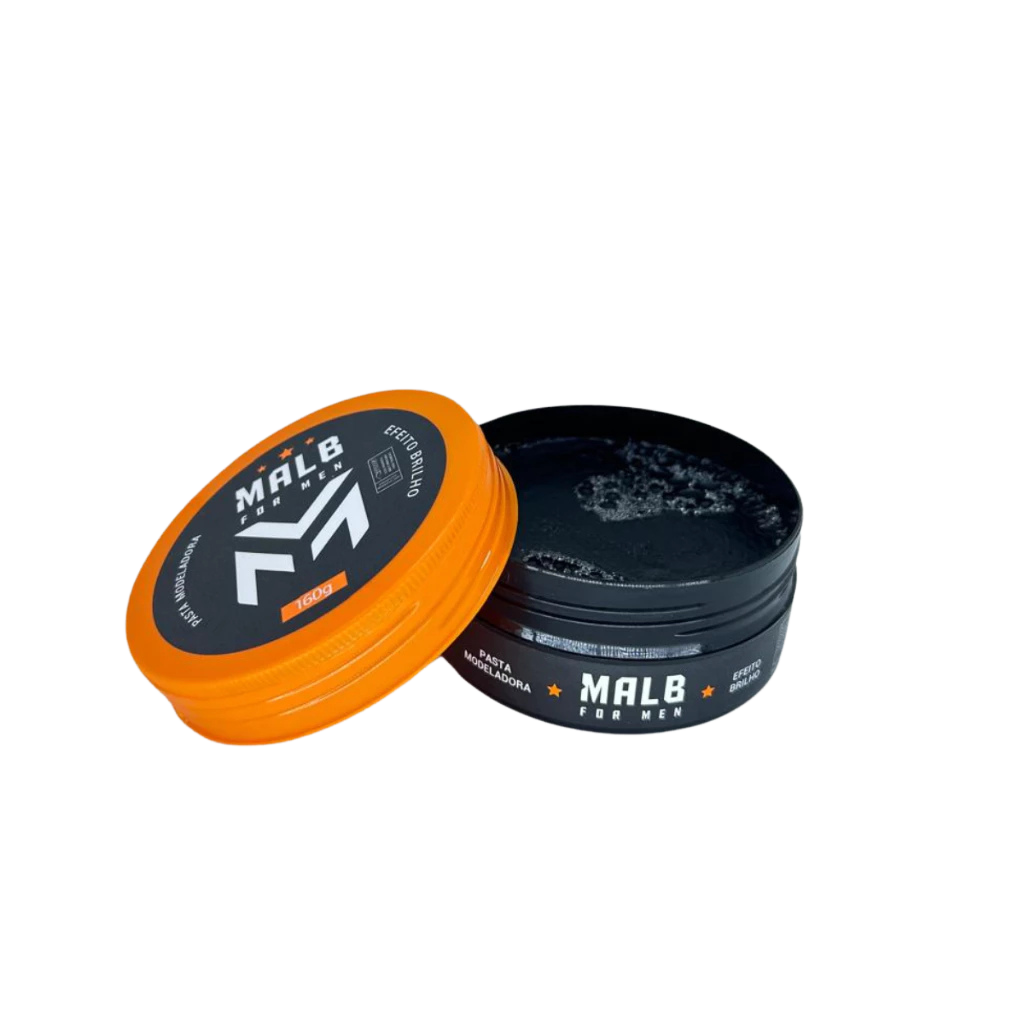 MALB
FOR MEN
EFEITO BRILHO
PASTA MODELADORA
160g
PASTA
MODELADORA
MALB
FOR MEN
EFEITO
BRILHO